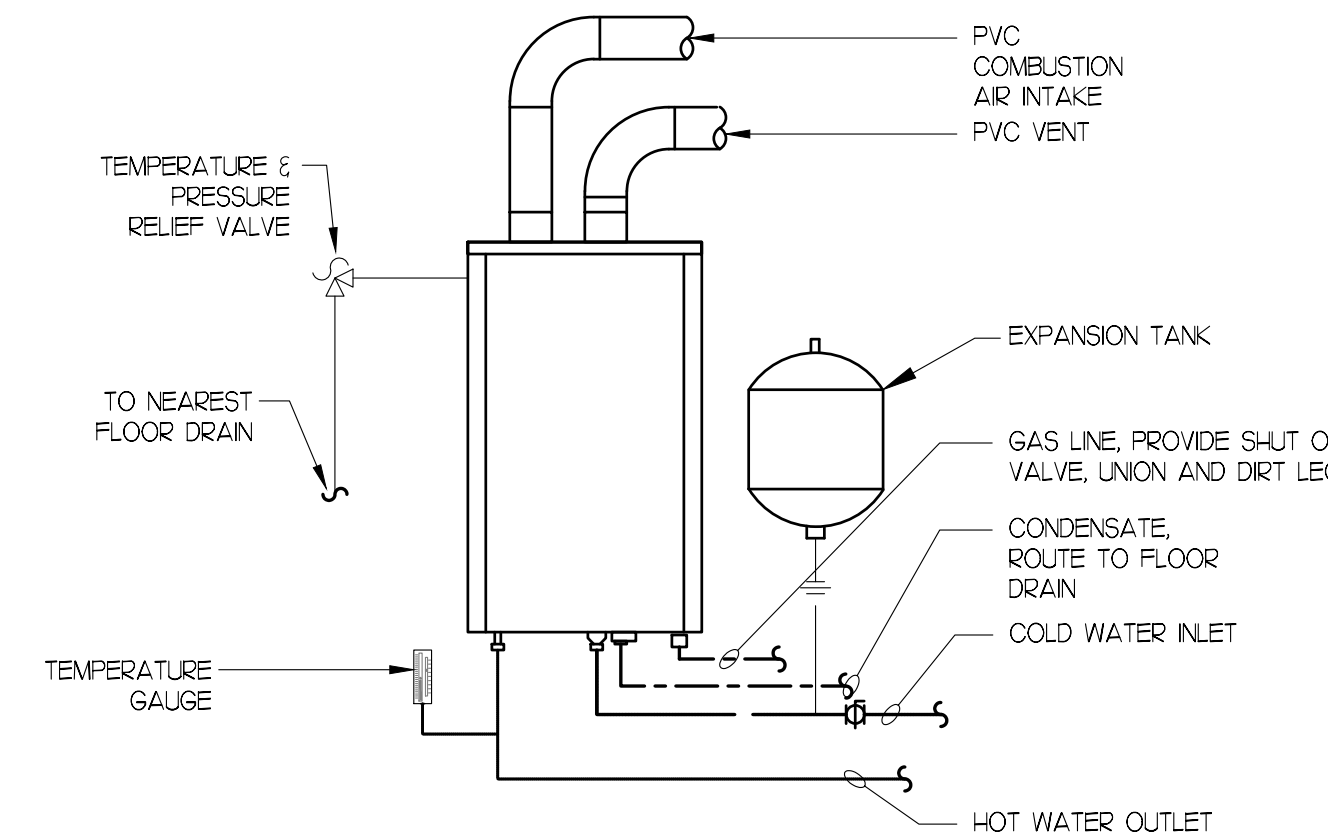 PVC
COMBUSTION
AIR INTAKE
PVC VENT
TEMPERATURE &
PRESSURE
RELIEF VALVE
EXPANSION TANK
TO NEAREST
FLOOR DRAIN
GAS LINE, PROVIDE SHUT O
VALVE, UNION AND DIRT LEG
CONDENSATE,
ROUTE TO FLOOR
DRAIN
COLD WATER INLET
TEMPERATURE
GAUGE
HOT WATER OUTLET